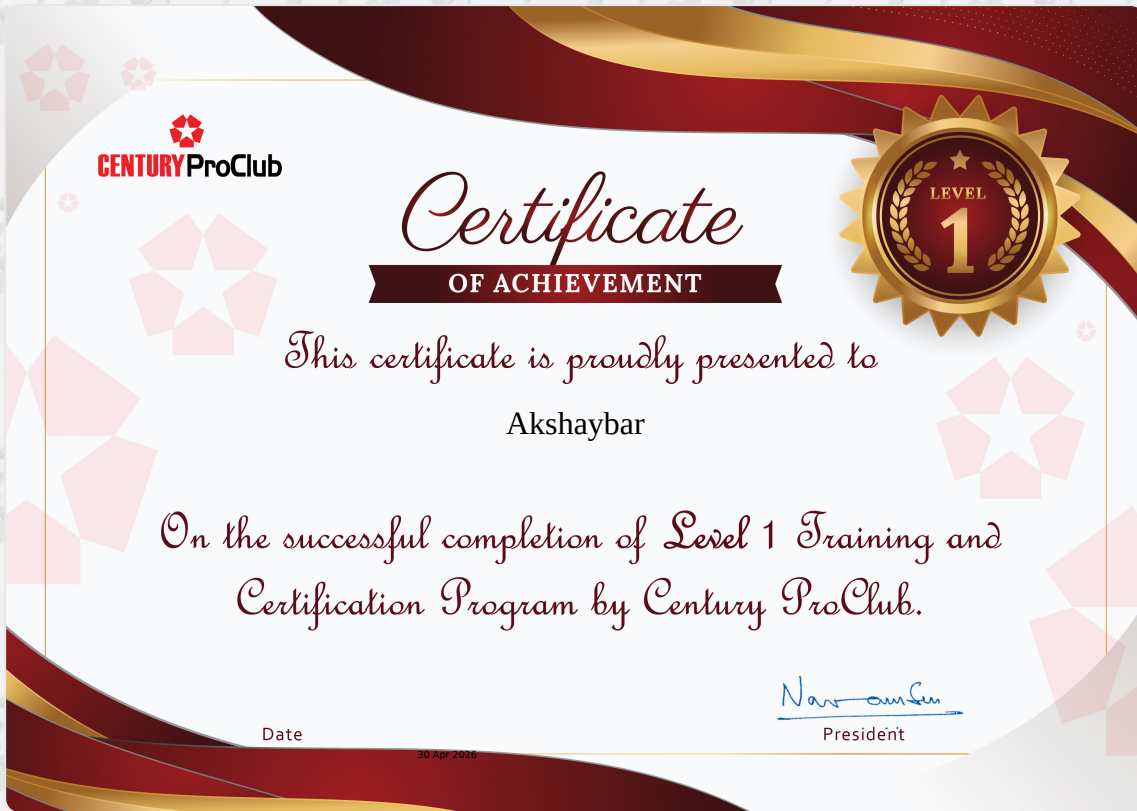 CENTURY ProClub
LEVEL
1
Certificate
OF ACHIEVEMENT
This certificate is proudly presented to
Akshaybar
On the successful completion of Level 1 Training and
Certification Program by Century ProClub.
Date
President
30 Apr 2026